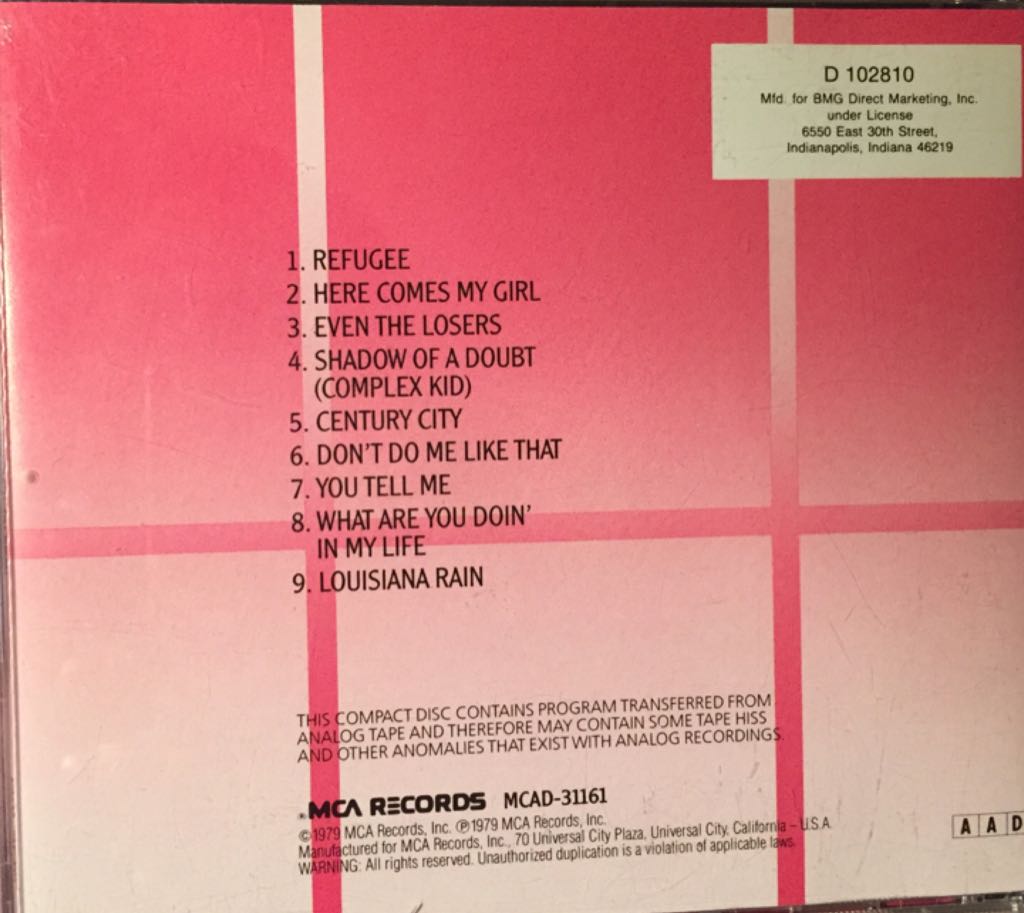 D 102810
Mfd. for BMG Direct Marketing, Inc.
under License
6550 East 30th Street,
Indianapolis, Indiana 46219
1. REFUGEE
2. HERE COMES MY GIRL
3. EVEN THE LOSERS
4. SHADOW OF A DOUBT
(COMPLEX KID)
5. CENTURY CITY
6. DON'T DO ME LIKE THAT
7. YOU TELL ME
8. WHAT ARE YOU DOIN'
IN MY LIFE
9. LOUISIANA RAIN
THIS COMPACT DISC CONTAINS PROGRAM TRANSFERRED FROM
ANALOG TAPE AND THEREFORE MAY CONTAIN SOME TAPE HISS
AND OTHER ANOMALIES THAT EXIST WITH ANALOG RECORDINGS.
MCA RECORDS MCAD-31161
© 1979 MCA Records, Inc. ℗ 1979 MCA Records, Inc.
Manufactured for MCA Records, Inc., 70 Universal City Plaza, Universal City, California – U.S.A.
WARNING: All rights reserved. Unauthorized duplication is a violation of applicable laws.
A A D